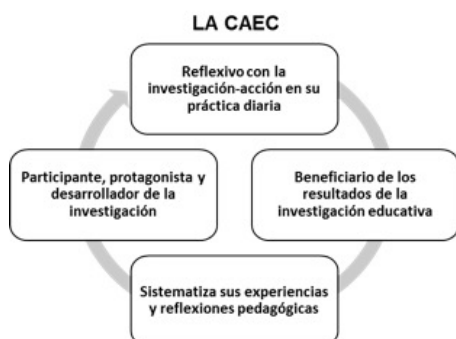 LA CAEC
Reflexivo con la
investigación-acción en su
práctica diaria
Participante, protagonista y
desarrollador de la
investigación
Beneficiario de los
resultados de la
investigación educativa
Sistematiza sus experiencias
y reflexiones pedagógicas